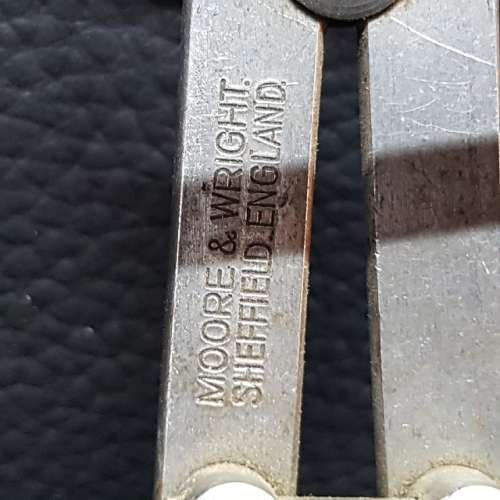 MOORE & WRIGHT.
SHEFFIELD. ENGLAND.